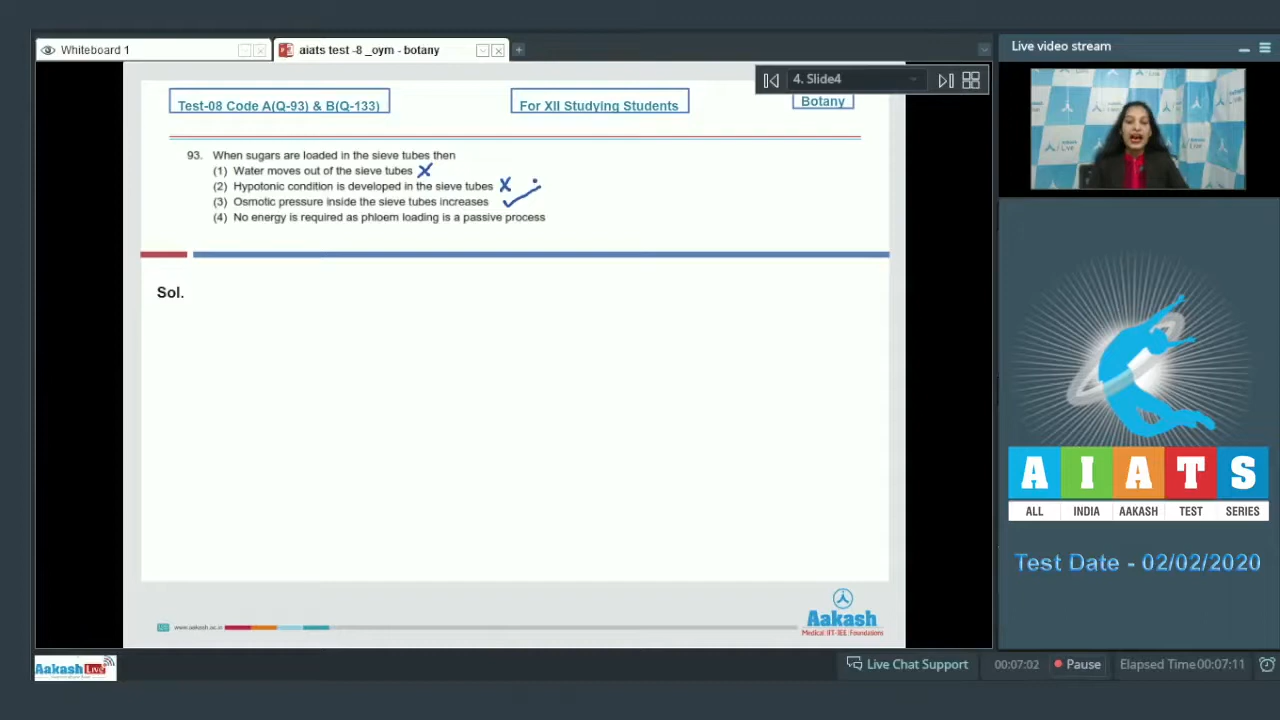 Whiteboard 1
aiats test -8 _oym - botany
Live video stream
4. Slide4
Test-08 Code A(Q-93) & B(Q-133)
For XII Studying Students
Botany
93. When sugars are loaded in the sieve tubes then
(1) Water moves out of the sieve tubes
(2) Hypotonic condition is developed in the sieve tubes
(3) Osmotic pressure inside the sieve tubes increases
(4) No energy is required as phloem loading is a passive process
Sol.
A I A T S
ALL INDIA AAKASH TEST SERIES
Test Date - 02/02/2020
Aakash
Medical|IIT-JEE|Foundations
www.aakash.ac.in
Aakash Live
Live Chat Support
00:07:02
Pause
Elapsed Time 00:07:11